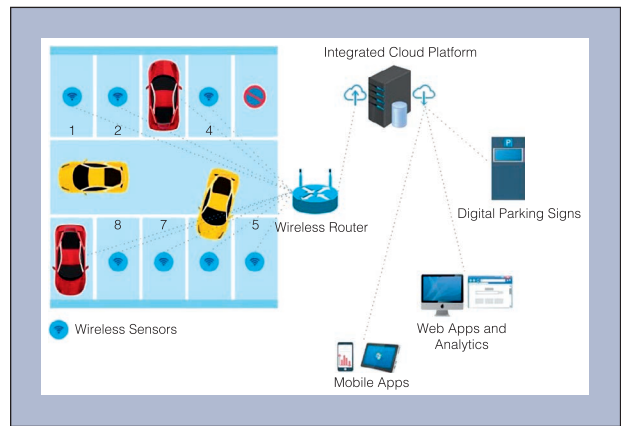 Integrated Cloud Platform
1
2
4
P
Digital Parking Signs
8
7
5
Wireless Router
Wireless Sensors
Web Apps and
Analytics
Mobile Apps